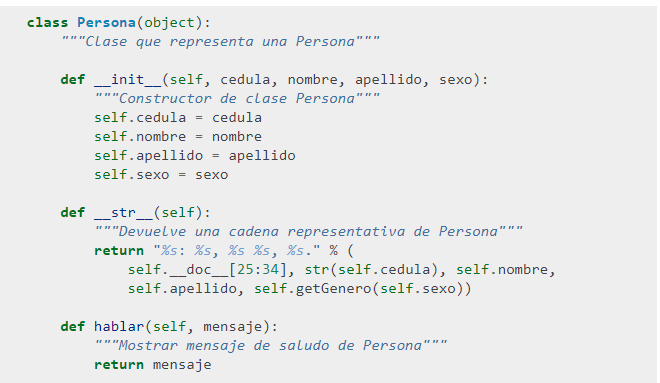 class Persona(object):
    """Clase que representa una Persona"""

    def __init__(self, cedula, nombre, apellido, sexo):
        """Constructor de clase Persona"""
        self.cedula = cedula
        self.nombre = nombre
        self.apellido = apellido
        self.sexo = sexo

    def __str__(self):
        """Devuelve una cadena representativa de Persona"""
        return "%s: %s, %s %s, %s." % (
            self.__doc__[25:34], str(self.cedula), self.nombre,
            self.apellido, self.getGenero(self.sexo))

    def hablar(self, mensaje):
        """Mostrar mensaje de saludo de Persona"""
        return mensaje